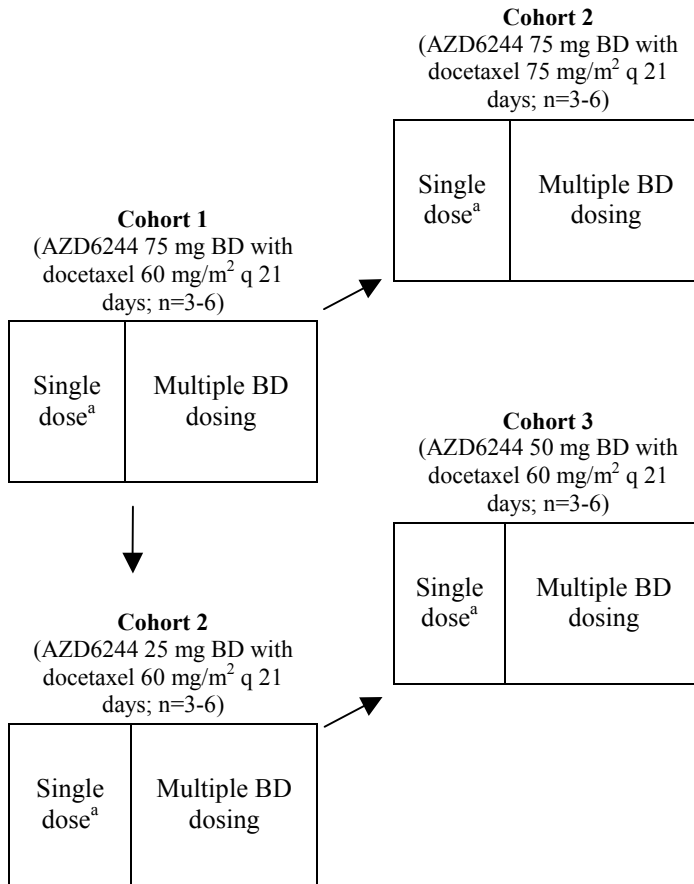 Cohort 2
(AZD6244 75 mg BD with
docetaxel 75 mg/m² q 21
days; n=3-6)
Single
doseᵃ
Multiple BD
dosing
Cohort 1
(AZD6244 75 mg BD with
docetaxel 60 mg/m² q 21
days; n=3-6)
Single
doseᵃ
Multiple BD
dosing
Cohort 3
(AZD6244 50 mg BD with
docetaxel 60 mg/m² q 21
days; n=3-6)
Single
doseᵃ
Multiple BD
dosing
Cohort 2
(AZD6244 25 mg BD with
docetaxel 60 mg/m² q 21
days; n=3-6)
Single
doseᵃ
Multiple BD
dosing